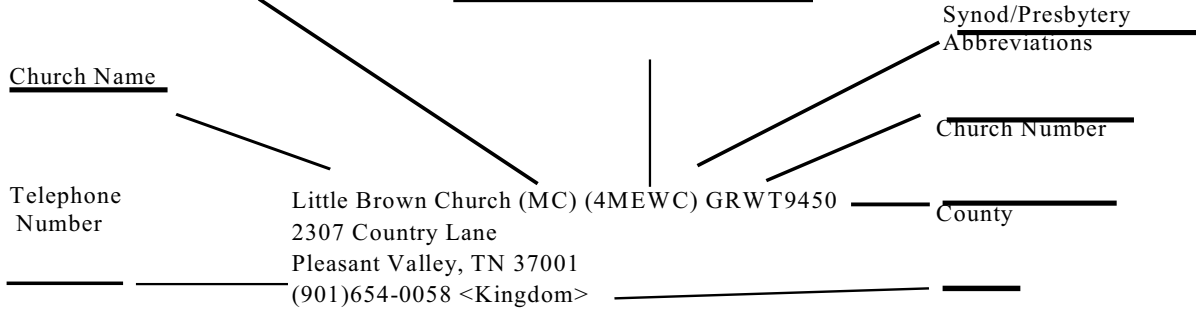 Synod/Presbytery
Abbreviations
Church Name
Church Number
Telephone
Number
Little Brown Church (MC) (4MEWC) GRWT9450
County
2307 Country Lane
Pleasant Valley, TN 37001
(901)654-0058 <Kingdom>